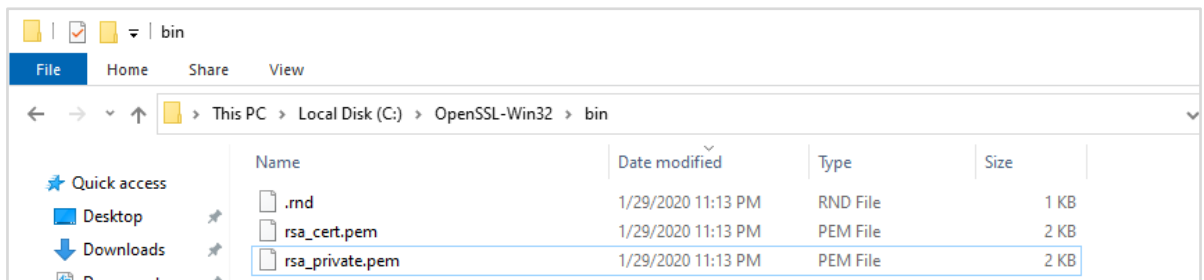 bin
File Home Share View
This PC > Local Disk (C:) > OpenSSL-Win32 > bin
Name Date modified Type Size
Quick access
.rnd 1/29/2020 11:13 PM RND File 1 KB
Desktop
rsa_cert.pem 1/29/2020 11:13 PM PEM File 2 KB
Downloads
rsa_private.pem 1/29/2020 11:13 PM PEM File 2 KB